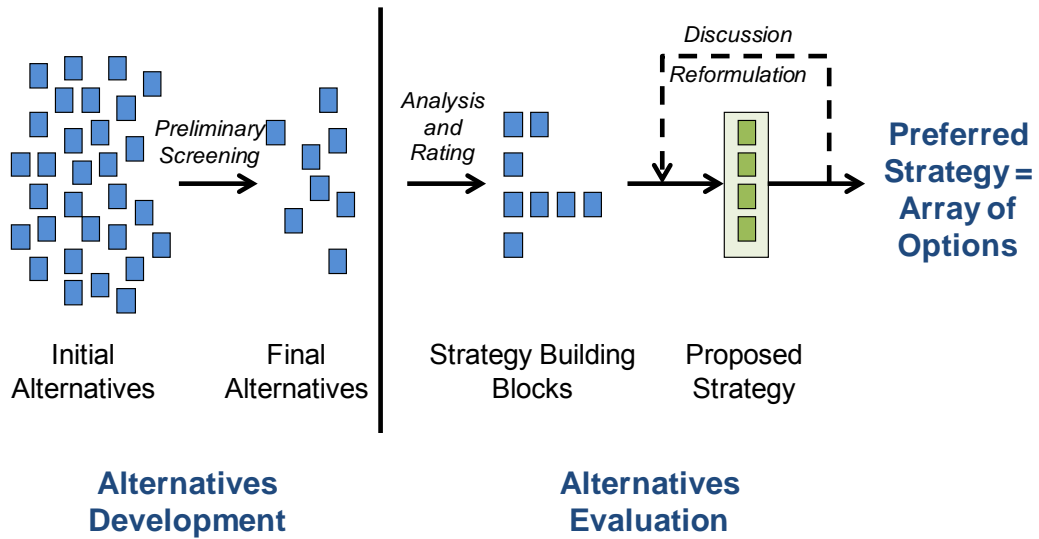 Preliminary
Screening
Analysis
and
Rating
Discussion
Reformulation
Preferred
Strategy =
Array of
Options
Initial
Alternatives
Final
Alternatives
Strategy Building
Blocks
Proposed
Strategy
Alternatives
Development
Alternatives
Evaluation